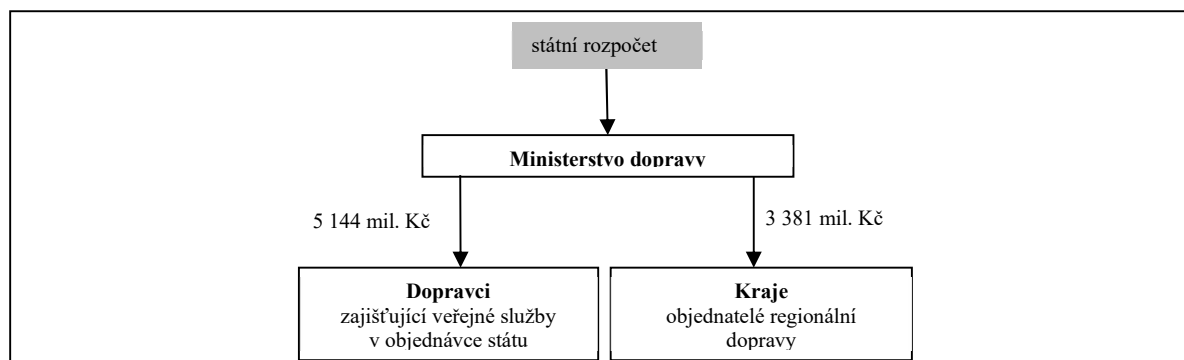 státní rozpočet
Ministerstvo dopravy
5 144 mil. Kč
3 381 mil. Kč
Dopravci
zajišťující veřejné služby
v objednávce státu
Kraje
objednatelé regionální
dopravy